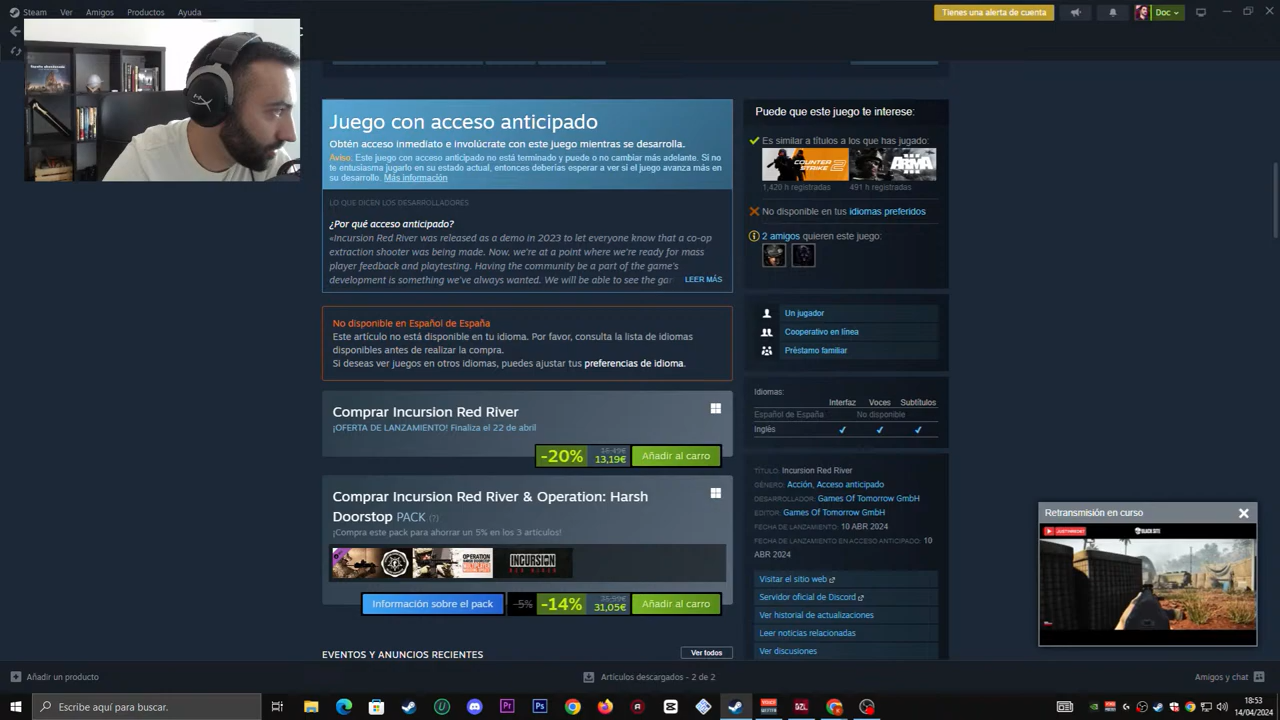 Steam
Ver
Amigos
Productos
Ayuda
Tienes una alerta de cuenta
Doc
Juego con acceso anticipado
Obtén acceso inmediato e involúcrate con este juego mientras se desarrolla.
Aviso: Este juego con acceso anticipado no está terminado y puede o no cambiar más adelante. Si no
te entusiasma jugarlo en su estado actual, entonces deberías esperar a ver si el juego avanza más en
su desarrollo. Más información
LO QUE DICEN LOS DESARROLLADORES
¿Por qué acceso anticipado?
«Incursion Red River was released as a demo in 2023 to let everyone know that a co-op
extraction shooter was being made. Now, we're at a point where we're ready for mass
player feedback and playtesting. Having the community be a part of the game's
development is something we've always wanted. We will be able to see the gar
LEER MÁS
No disponible en Español de España
Este artículo no está disponible en tu idioma. Por favor, consulta la lista de idiomas
disponibles antes de realizar la compra.
Si deseas ver juegos en otros idiomas, puedes ajustar tus preferencias de idioma.
Comprar Incursion Red River
¡OFERTA DE LANZAMIENTO! Finaliza el 22 de abril
-20%
16,49€
13,19€
Añadir al carro
Comprar Incursion Red River & Operation: Harsh
Doorstop PACK (?)
¡Compra este pack para ahorrar un 5% en los 3 artículos!
INCURSION
RED RIVER
Información sobre el pack
-5%
-14%
31,05€
Añadir al carro
EVENTOS Y ANUNCIOS RECIENTES
Ver todos
Puede que este juego te interese:
Es similar a títulos a los que has jugado:
COUNTER
STRIKE 2
ARMA
III
1,420 h registradas
491 h registradas
No disponible en tus idiomas preferidos
2 amigos quieren este juego:
Un jugador
Cooperativo en línea
Préstamo familiar
Idiomas:
Interfaz
Voces
Subtítulos
Español de España
No disponible
Inglés
TÍTULO: Incursion Red River
GÉNERO: Acción, Acceso anticipado
DESARROLLADOR: Games Of Tomorrow GmbH
EDITOR: Games Of Tomorrow GmbH
FECHA DE LANZAMIENTO: 10 ABR 2024
FECHA DE LANZAMIENTO EN ACCESO ANTICIPADO: 10
ABR 2024
Visitar el sitio web
Servidor oficial de Discord
Ver historial de actualizaciones
Leer noticias relacionadas
Ver discusiones
Retransmisión en curso
BLACK SITE
Añadir un producto
Artículos descargados - 2 de 2
Amigos y chat
Escribe aquí para buscar.
18:53
14/04/2024